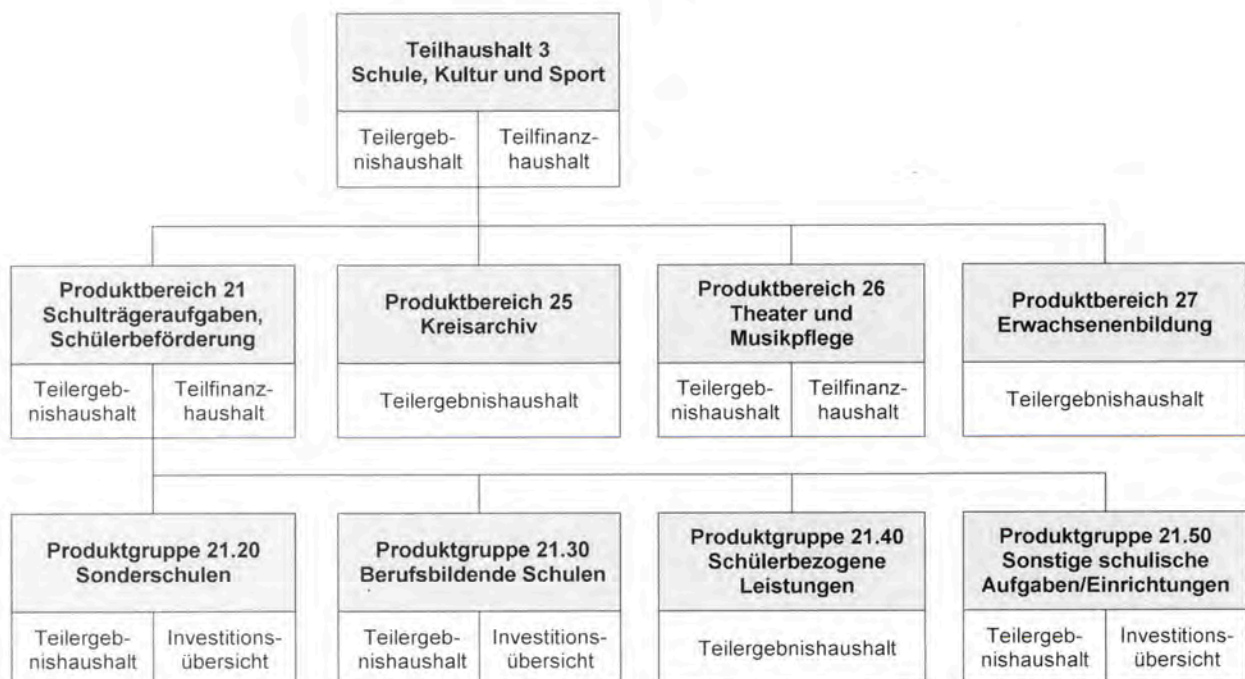 Teilhaushalt 3
Schule, Kultur und Sport
Teilergeb-
nishaushalt
Teilfinanz-
haushalt
Produktbereich 21
Schulträgeraufgaben,
Schülerbeförderung
Teilergeb-
nishaushalt
Teilfinanz-
haushalt
Produktbereich 25
Kreisarchiv
Teilergebnishaushalt
Produktbereich 26
Theater und
Musikpflege
Teilergeb-
nishaushalt
Teilfinanz-
haushalt
Produktbereich 27
Erwachsenenbildung
Teilergebnishaushalt
Produktgruppe 21.20
Sonderschulen
Teilergeb-
nishaushalt
Investitions-
übersicht
Produktgruppe 21.30
Berufsbildende Schulen
Teilergeb-
nishaushalt
Investitions-
übersicht
Produktgruppe 21.40
Schülerbezogene
Leistungen
Teilergebnishaushalt
Produktgruppe 21.50
Sonstige schulische
Aufgaben/Einrichtungen
Teilergeb-
nishaushalt
Investitions-
übersicht